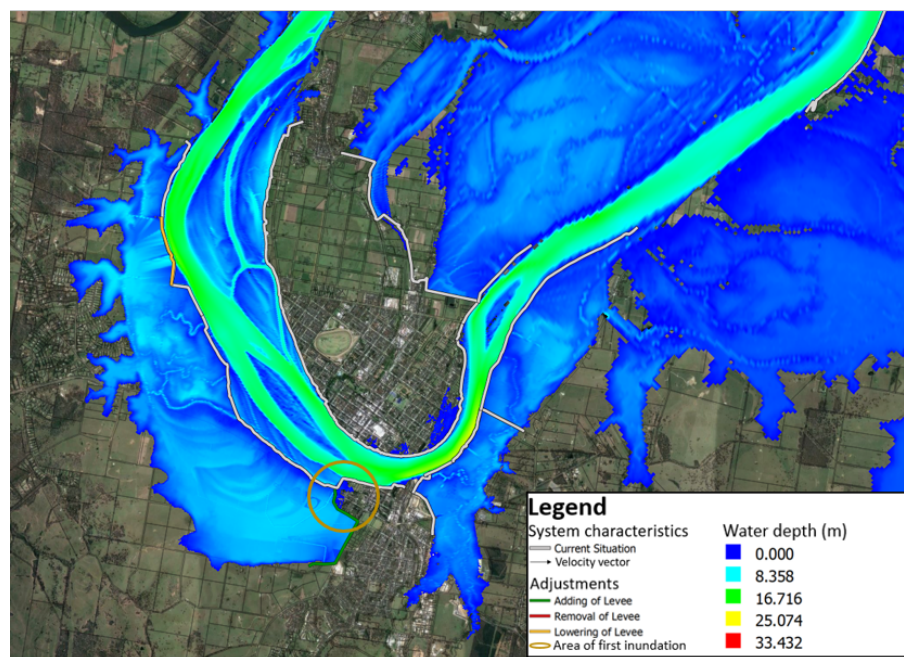 Legend
System characteristics
Current Situation
Velocity vector
Adjustments
Adding of Levee
Removal of Levee
Lowering of Levee
Area of first inundation
Water depth (m)
0.000
8.358
16.716
25.074
33.432